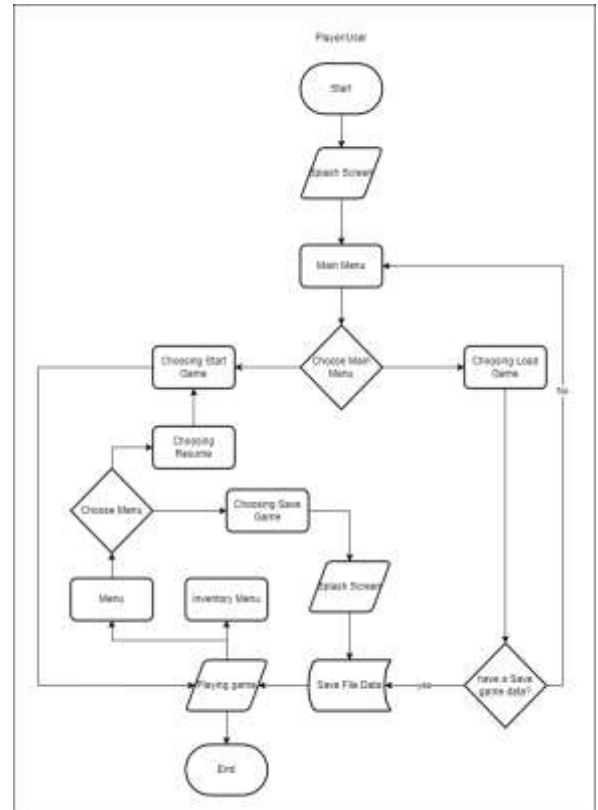 Player/User
Start
Splash Screen
Main Menu
Choose Main
Menu
Choosing Start
Game
Choosing Load
Game
No
Choosing
Resume
Choose Menu
Choosing Save
Game
Splash Screen
Menu
Inventory Menu
Playing game
Save File Data
yes
have a Save
game data?
End